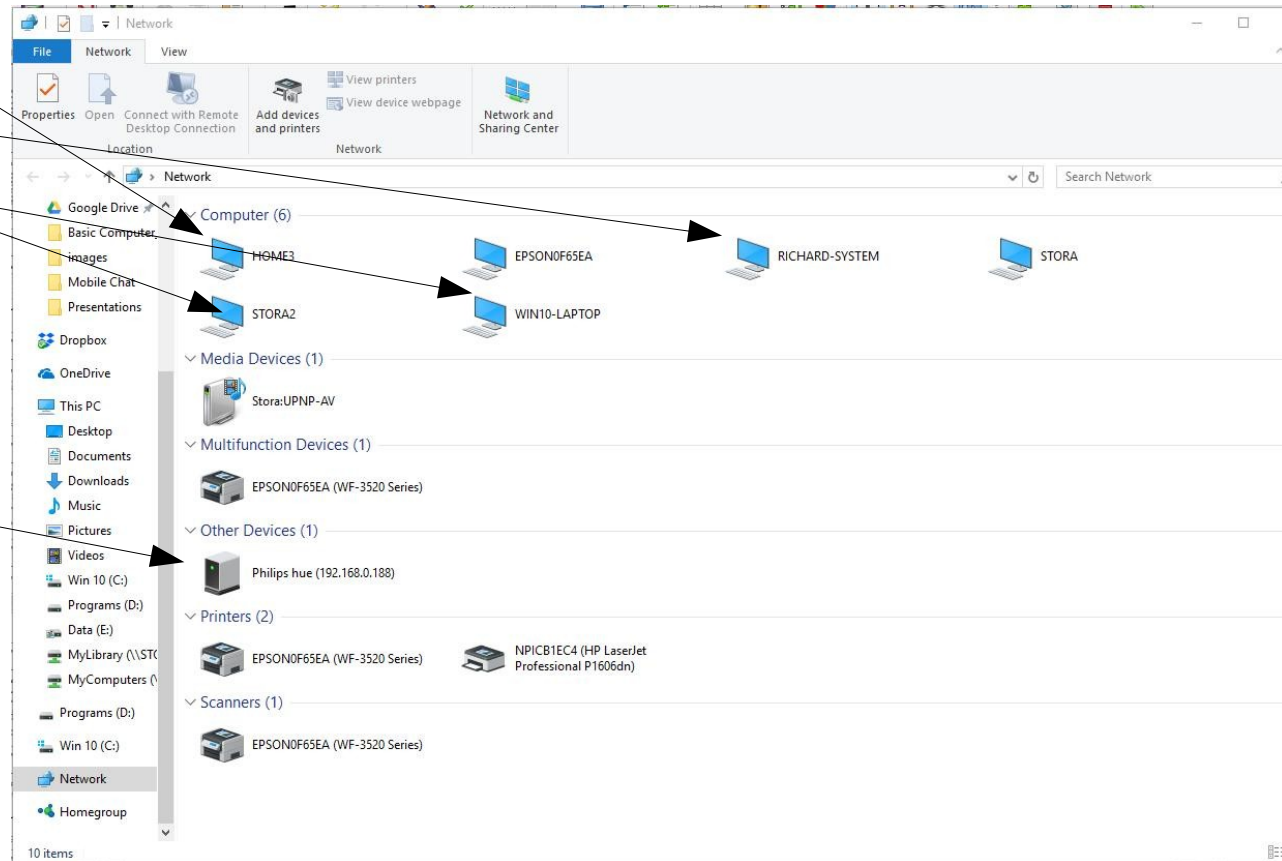 Network
File Network View
Properties Open Connect with Remote Desktop Connection Add devices and printers View printers View device webpage Network and Sharing Center
Location Network
Network Search Network
Google Drive
Basic Computer
images
Mobile Chat
Presentations
Dropbox
OneDrive
This PC
Desktop
Documents
Downloads
Music
Pictures
Videos
Win 10 (C:)
Programs (D:)
Data (E:)
MyLibrary (\\STO
MyComputers (\
Programs (D:)
Win 10 (C:)
Network
Homegroup
Computer (6)
HOME3 EPSON0F65EA RICHARD-SYSTEM STORA
STORA2 WIN10-LAPTOP
Media Devices (1)
Stora:UPNP-AV
Multifunction Devices (1)
EPSON0F65EA (WF-3520 Series)
Other Devices (1)
Philips hue (192.168.0.188)
Printers (2)
EPSON0F65EA (WF-3520 Series) NPICB1EC4 (HP LaserJet
Professional P1606dn)
Scanners (1)
EPSON0F65EA (WF-3520 Series)
10 items